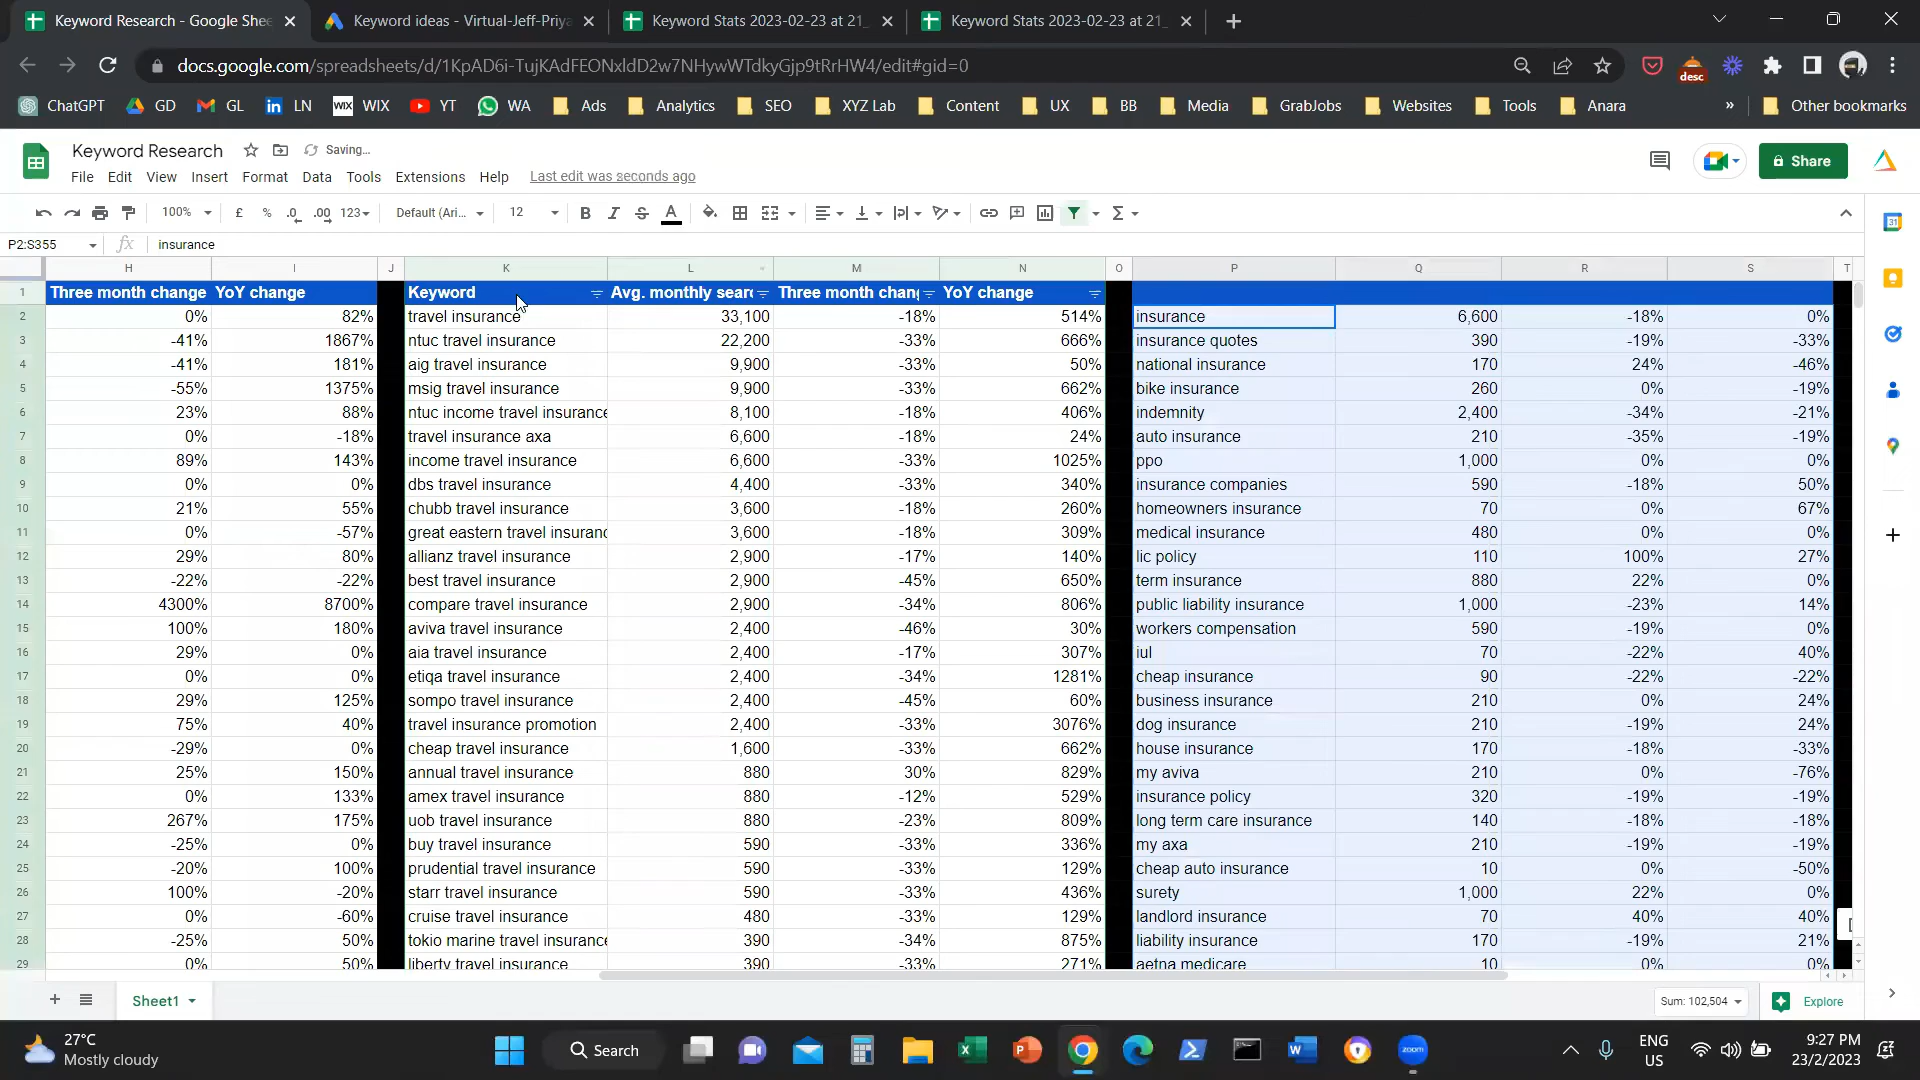 Keyword Research - Google Shee
Keyword ideas - Virtual-Jeff-Priya
Keyword Stats 2023-02-23 at 21_
Keyword Stats 2023-02-23 at 21_
docs.google.com/spreadsheets/d/1KpAD6i-TujKAdFEONxldD2w7NHywWTdkyGjp9tRrHW4/edit#gid=0
desc
ChatGPT GD GL LN WIX WIX YT WA Ads Analytics SEO XYZ Lab Content UX BB Media GrabJobs Websites Tools Anara » Other bookmarks
Keyword Research Saving...
File Edit View Insert Format Data Tools Extensions Help Last edit was seconds ago
Share
100% £ % .0 .00 123 Default (Ari... 12 B I S A Σ
P2:S355 fx insurance
H I J K L M N O P Q R S T
1 Three month change YoY change Keyword Avg. monthly sear Three month chan YoY change
2 0% 82% travel insurance 33,100 -18% 514% insurance 6,600 -18% 0%
3 -41% 1867% ntuc travel insurance 22,200 -33% 666% insurance quotes 390 -19% -33%
4 -41% 181% aig travel insurance 9,900 -33% 50% national insurance 170 24% -46%
5 -55% 1375% msig travel insurance 9,900 -33% 662% bike insurance 260 0% -19%
6 23% 88% ntuc income travel insurance 8,100 -18% 406% indemnity 2,400 -34% -21%
7 0% -18% travel insurance axa 6,600 -18% 24% auto insurance 210 -35% -19%
8 89% 143% income travel insurance 6,600 -33% 1025% ppo 1,000 0% 0%
9 0% 0% dbs travel insurance 4,400 -33% 340% insurance companies 590 -18% 50%
10 21% 55% chubb travel insurance 3,600 -18% 260% homeowners insurance 70 0% 67%
11 0% -57% great eastern travel insuranc 3,600 -18% 309% medical insurance 480 0% 0%
12 29% 80% allianz travel insurance 2,900 -17% 140% lic policy 110 100% 27%
13 -22% -22% best travel insurance 2,900 -45% 650% term insurance 880 22% 0%
14 4300% 8700% compare travel insurance 2,900 -34% 806% public liability insurance 1,000 -23% 14%
15 100% 180% aviva travel insurance 2,400 -46% 30% workers compensation 590 -19% 0%
16 29% 0% aia travel insurance 2,400 -17% 307% iul 70 -22% 40%
17 0% 0% etiqa travel insurance 2,400 -34% 1281% cheap insurance 90 -22% -22%
18 29% 125% sompo travel insurance 2,400 -45% 60% business insurance 210 0% 24%
19 75% 40% travel insurance promotion 2,400 -33% 3076% dog insurance 210 -19% 24%
20 -29% 0% cheap travel insurance 1,600 -33% 662% house insurance 170 -18% -33%
21 25% 150% annual travel insurance 880 30% 829% my aviva 210 0% -76%
22 0% 133% amex travel insurance 880 -12% 529% insurance policy 320 -19% -19%
23 267% 175% uob travel insurance 880 -23% 809% long term care insurance 140 -18% -18%
24 -25% 0% buy travel insurance 590 -33% 336% my axa 210 -19% -19%
25 -20% 100% prudential travel insurance 590 -33% 129% cheap auto insurance 10 0% -50%
26 100% -20% starr travel insurance 590 -33% 436% surety 1,000 22% 0%
27 0% -60% cruise travel insurance 480 -33% 129% landlord insurance 70 40% 40%
28 -25% 50% tokio marine travel insurance 390 -34% 875% liability insurance 170 -19% 21%
29 0% 50% liberty travel insurance 390 -33% 271% aetna medicare 10 0% 0%
Sheet1 Sum: 102,504 Explore
27°C
Mostly cloudy
Search
zoom
ENG
US
9:27 PM
23/2/2023